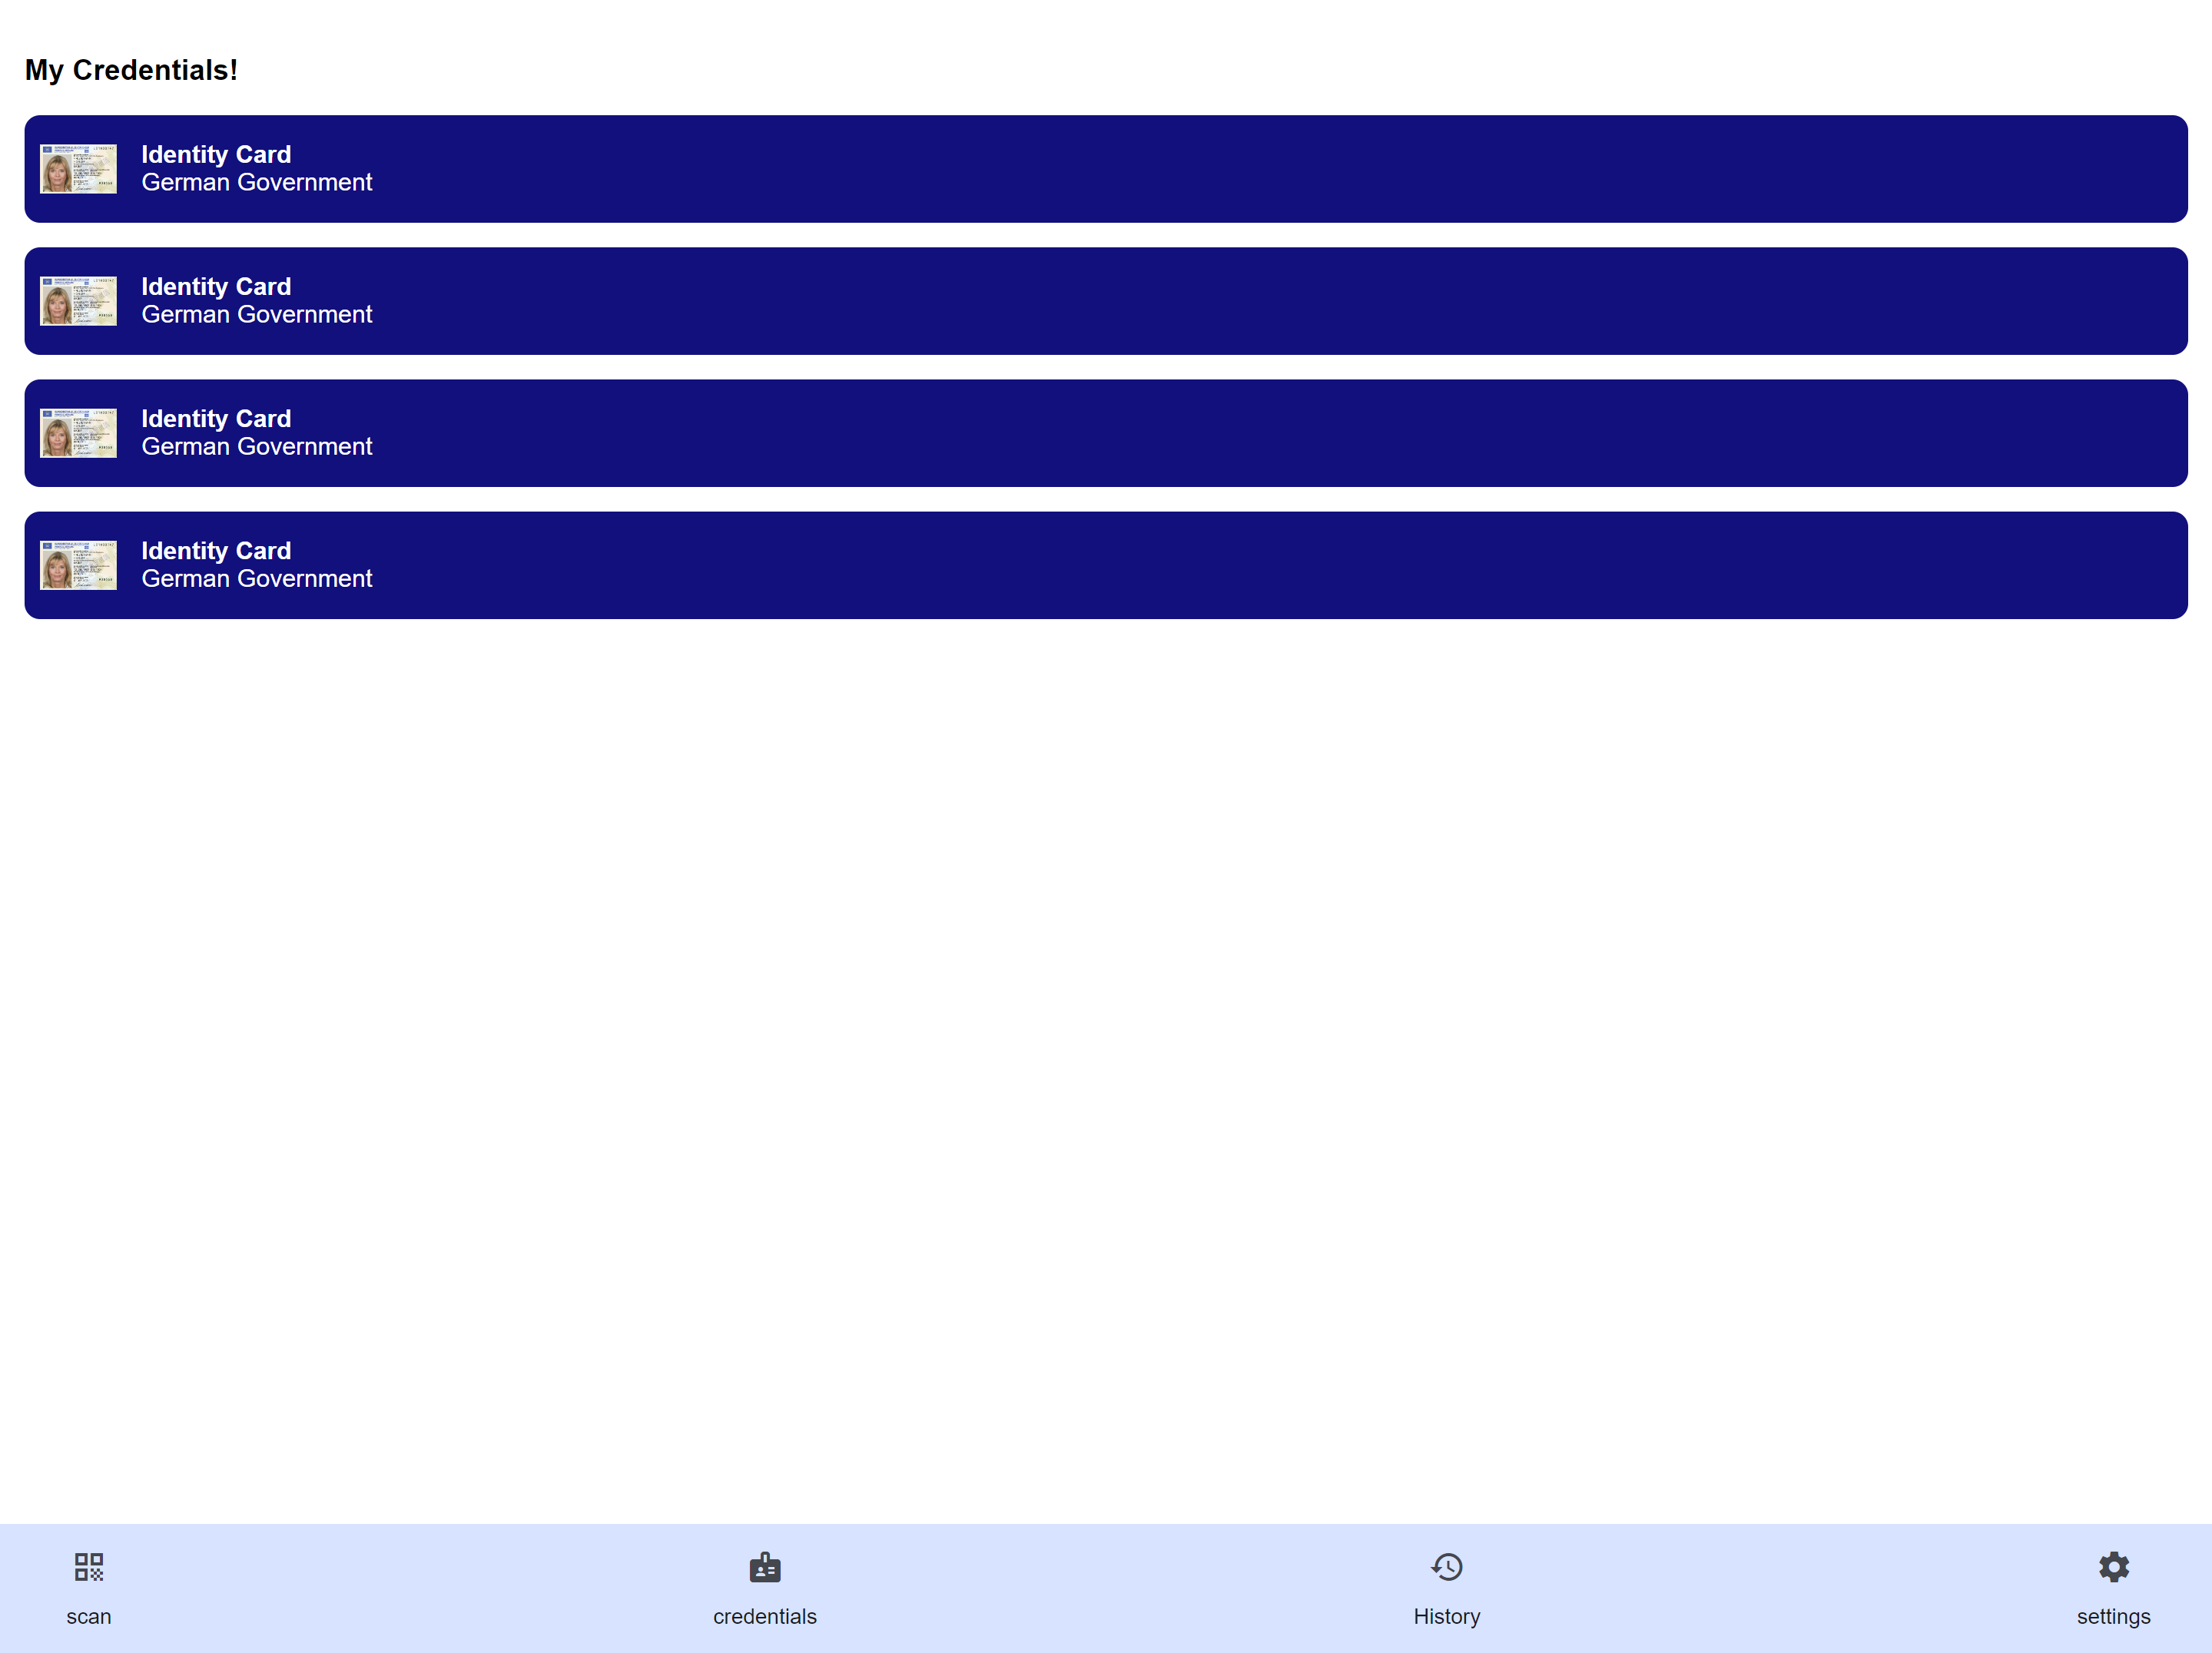 My Credentials!
Identity Card
German Government
Identity Card
German Government
Identity Card
German Government
Identity Card
German Government
scan
credentials
History
settings